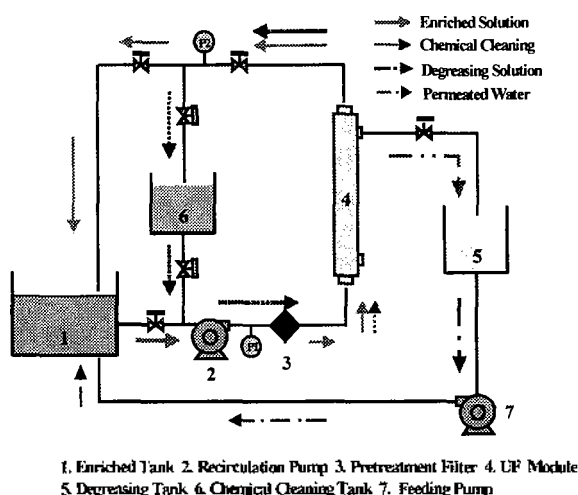 P2
Enriched Solution
Chemical Cleaning
Degreasing Solution
Permeated Water
6
4
5
1
2
P1
3
7
1. Enriched Tank 2. Recirculation Pump 3. Pretreatment Filter 4. UF Module
5. Degreasing Tank 6. Chemical Cleaning Tank 7. Feeding Pump